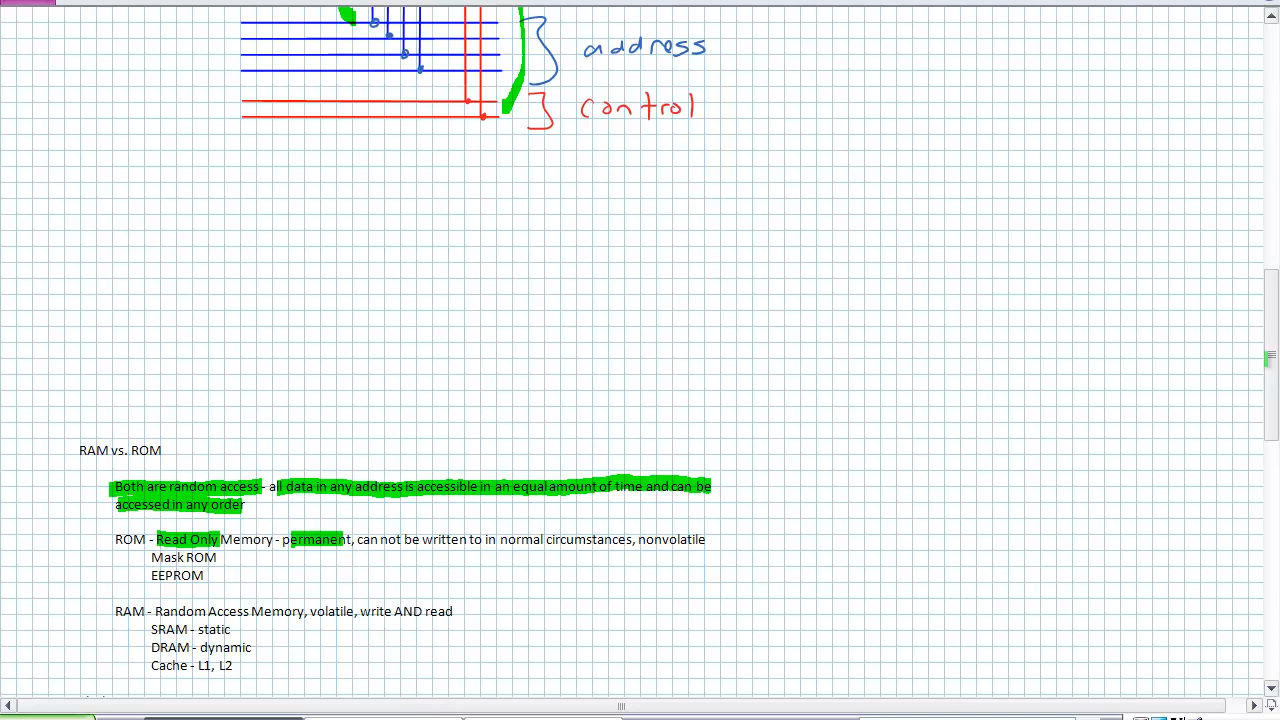 address
control
RAM vs. ROM
Both are random access - all data in any address is accessible in an equal amount of time and can be
accessed in any order
ROM - Read Only Memory - permanent, can not be written to in normal circumstances, nonvolatile
Mask ROM
EEPROM
RAM - Random Access Memory, volatile, write AND read
SRAM - static
DRAM - dynamic
Cache - L1, L2